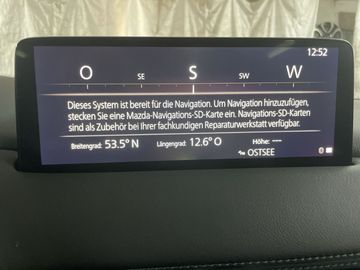 12:52
O SE S SW W
Dieses System ist bereit für die Navigation. Um Navigation hinzuzufügen,
stecken Sie eine Mazda-Navigations-SD-Karte ein. Navigations-SD-Karten
sind als Zubehör bei Ihrer fachkundigen Reparaturwerkstatt verfügbar.
Breitengrad: 53.5° N Längengrad: 12.6° O Höhe: ---
OSTSEE